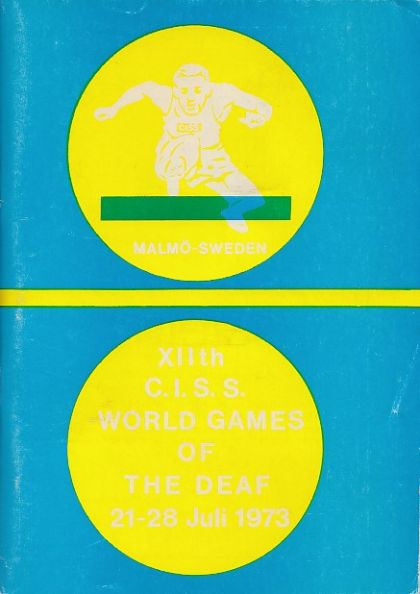 CISS
MALMÖ-SWEDEN
XIIth
C.I.S.S.
WORLD GAMES
OF
THE DEAF
21-28 Juli 1973